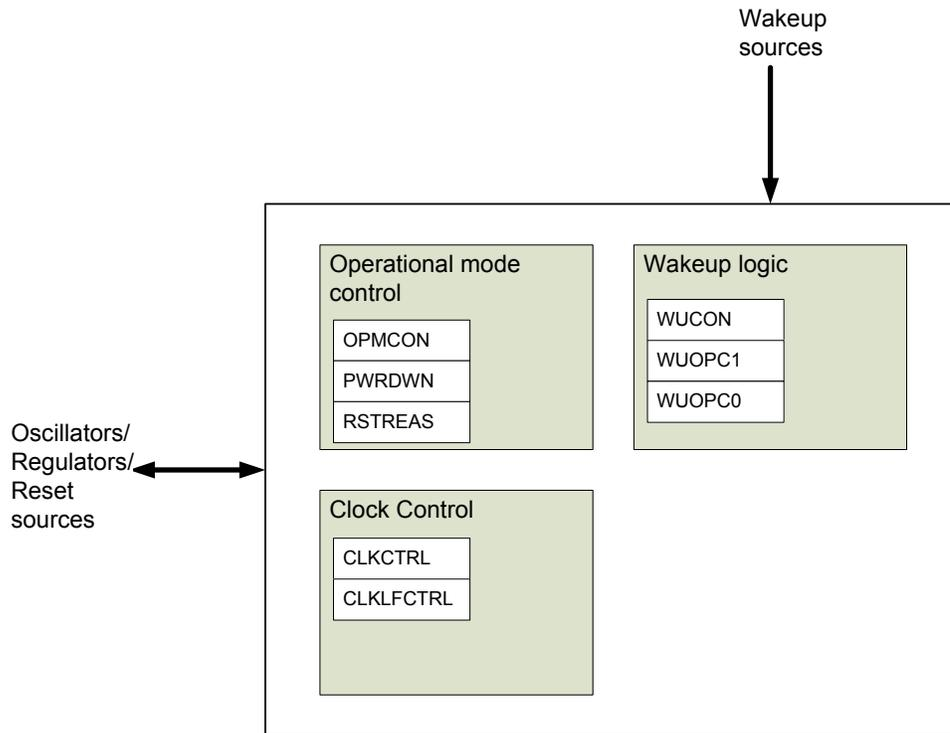 Wakeup
sources
Operational mode
control
OPMCON
PWRDWN
RSTREAS
Wakeup logic
WUCON
WUOPC1
WUOPC0
Oscillators/
Regulators/
Reset
sources
Clock Control
CLKCTRL
CLKLFCTRL